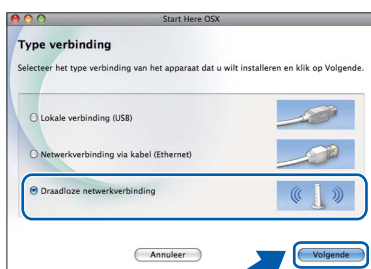 Start Here OSX
Type verbinding
Selecteer het type verbinding van het apparaat dat u wilt installeren en klik op Volgende.
Lokale verbinding (USB)
Netwerkverbinding via kabel (Ethernet)
Draadloze netwerkverbinding
Annuleer
Volgende